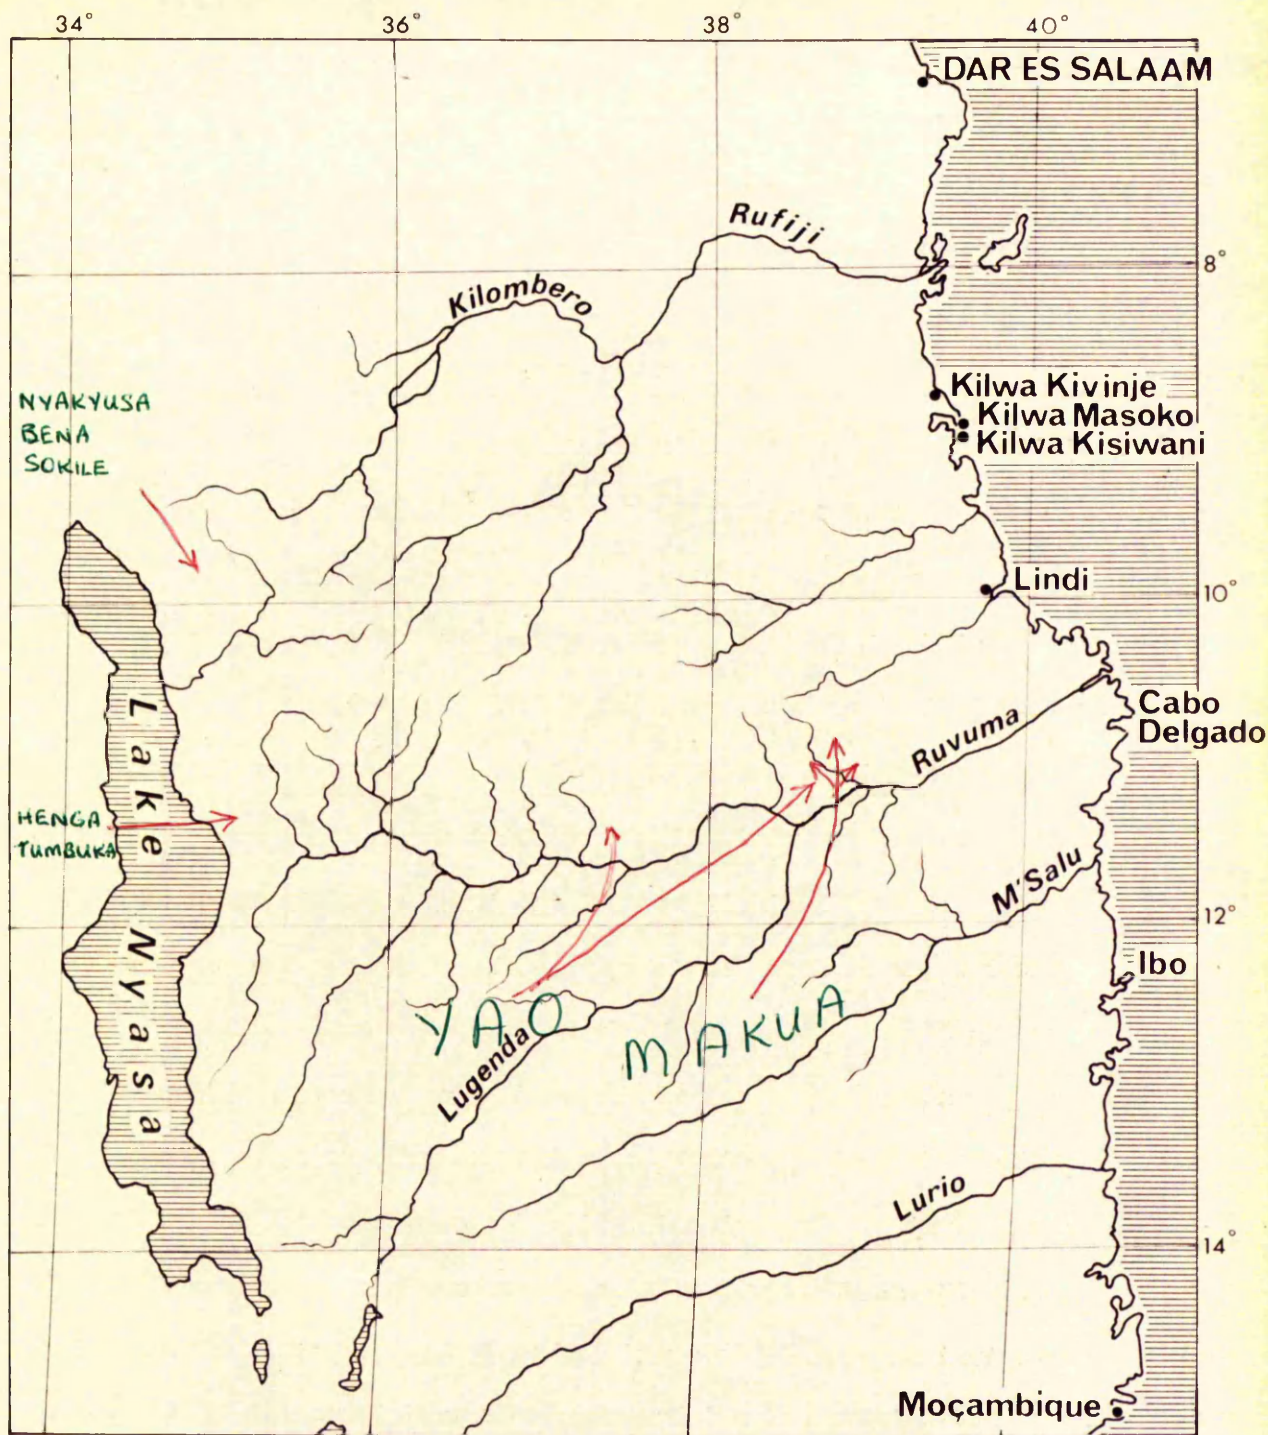 34°
36°
38°
40°
DAR ES SALAAM
Rufiji
8°
Kilombero
Kilwa Kivinje
NYAKYUSA
BENA
SOKILE
Kilwa Masoko
Kilwa Kisiwani
Lindi
10°
Lake Nyasa
Cabo
Delgado
Ruvuma
HENGA
TUMBUKA
M'Salu
12°
Ibo
YAO
MAKUA
Lugenda
Lurio
14°
Moçambique